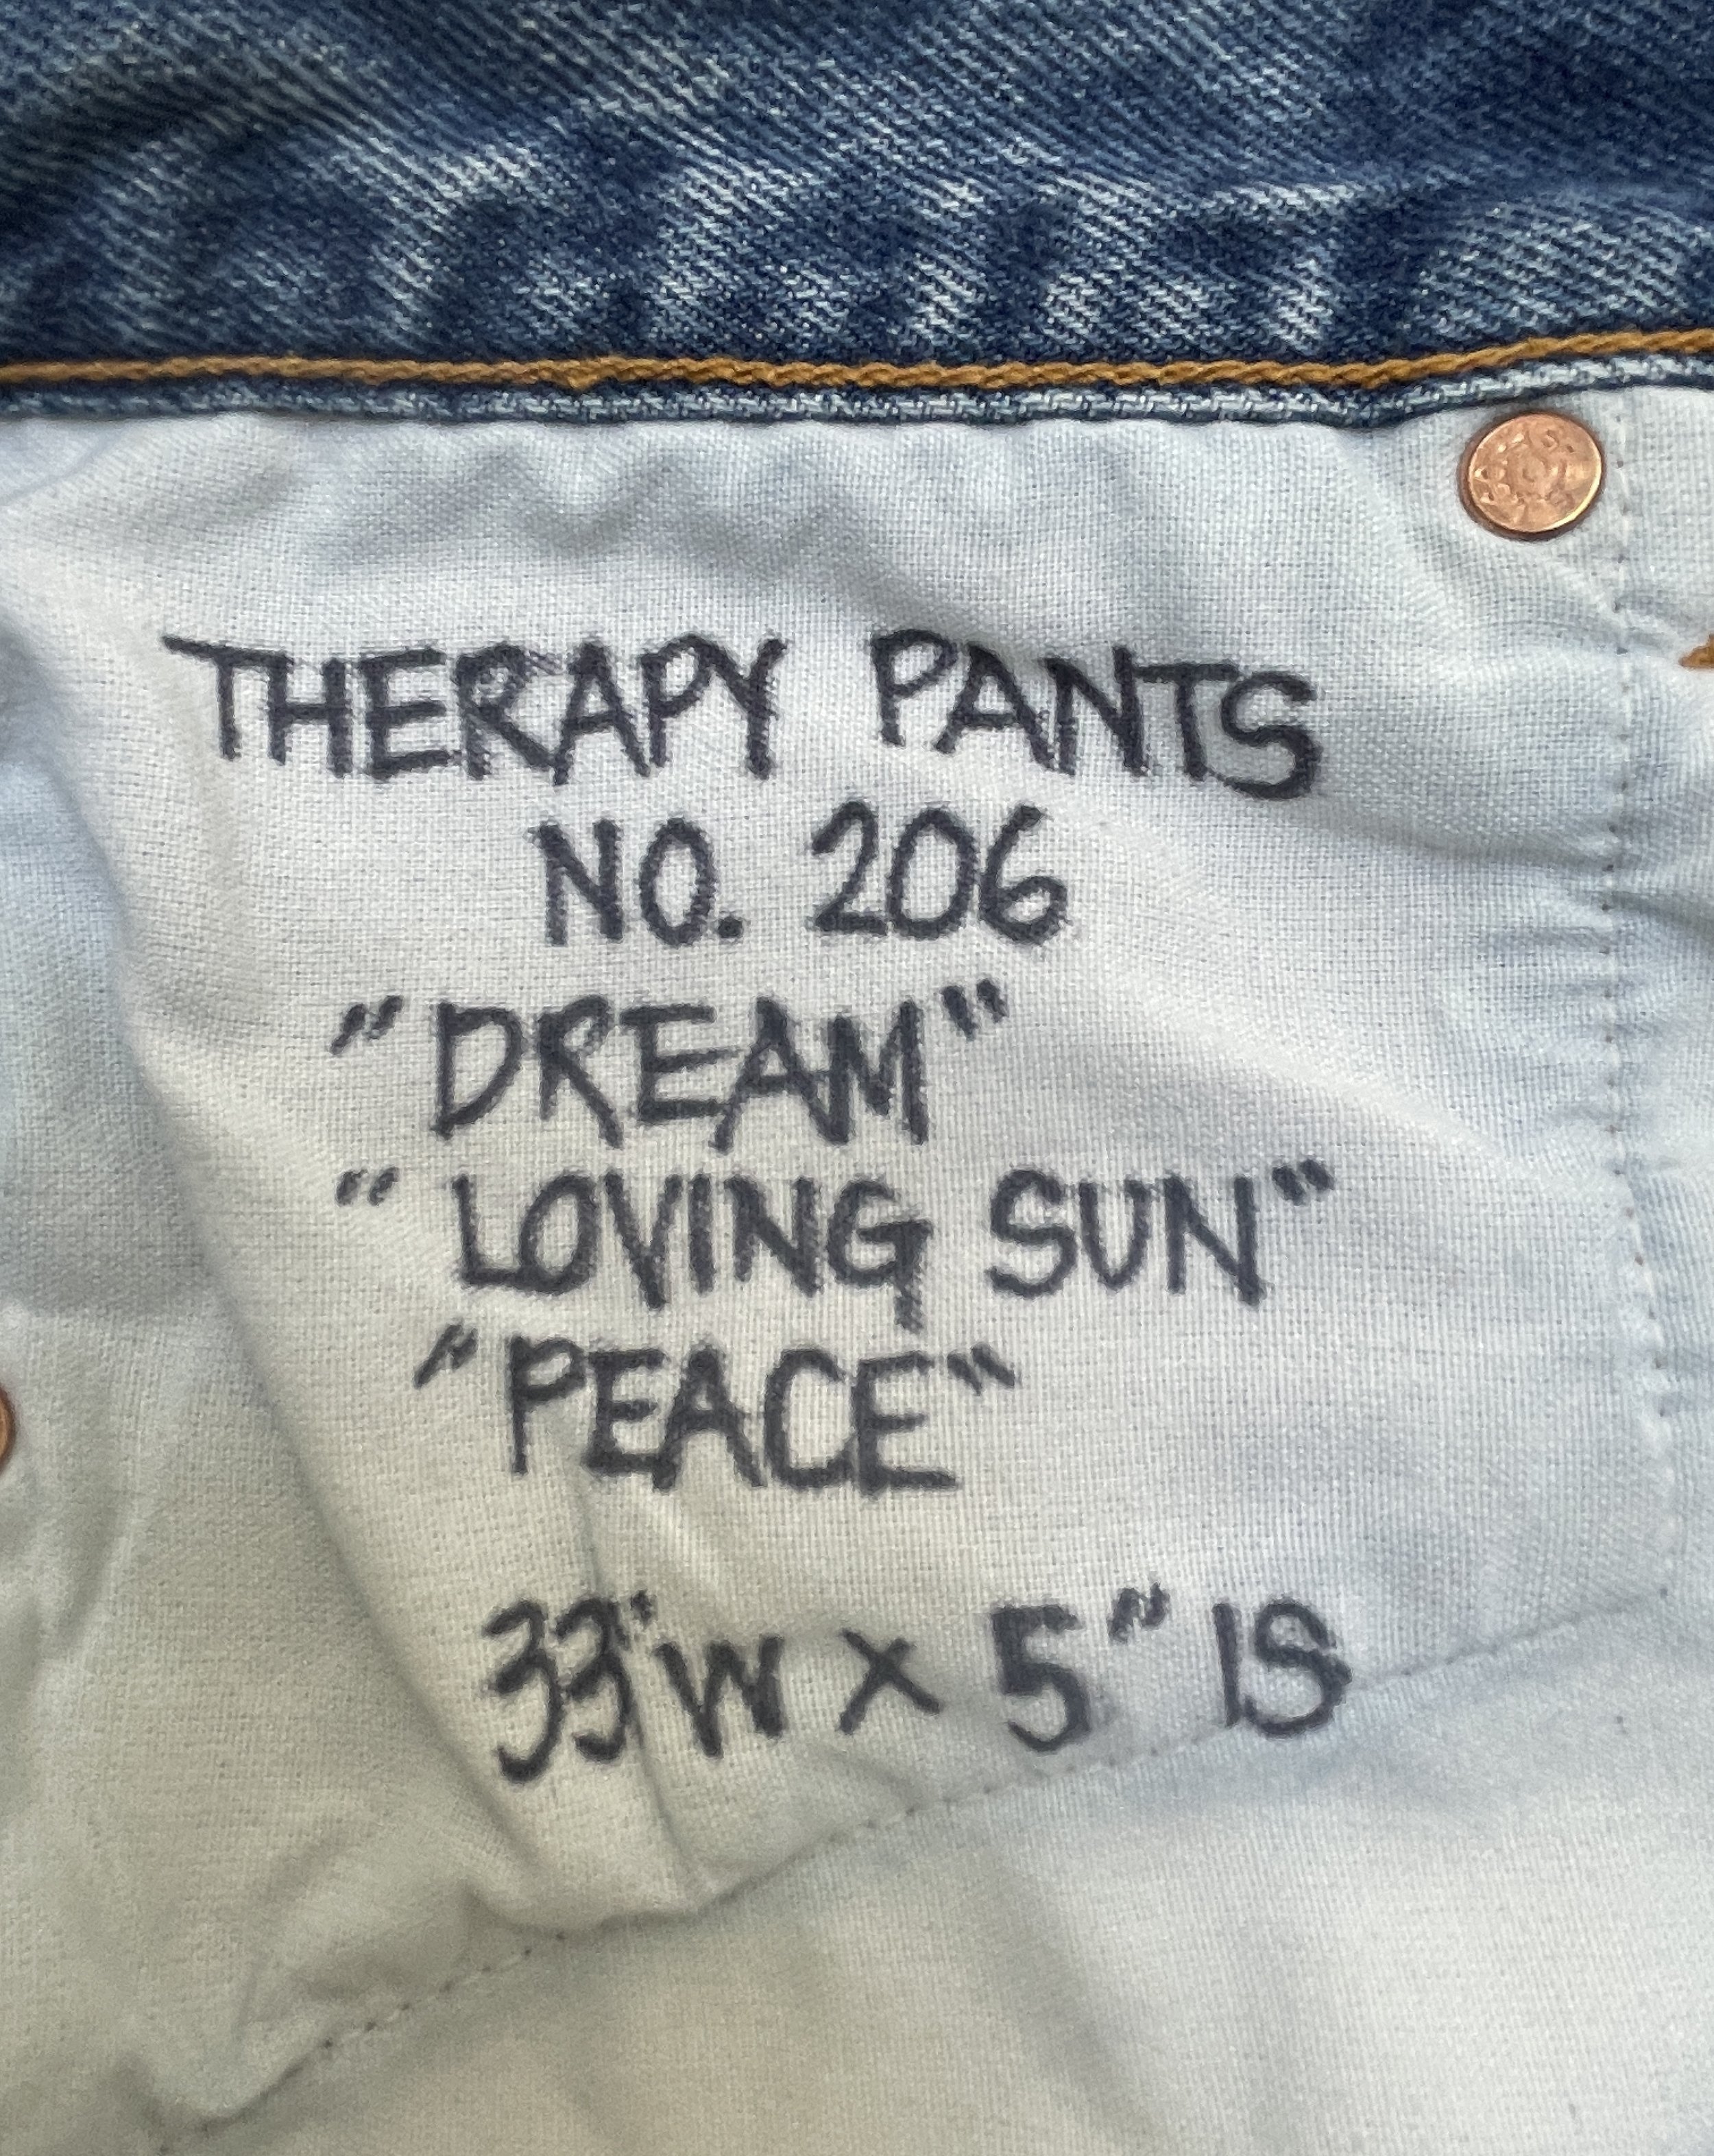 THERAPY PANTS
NO. 206
"DREAM"
"LOVING SUN"
"PEACE"
33"W x 5" IS